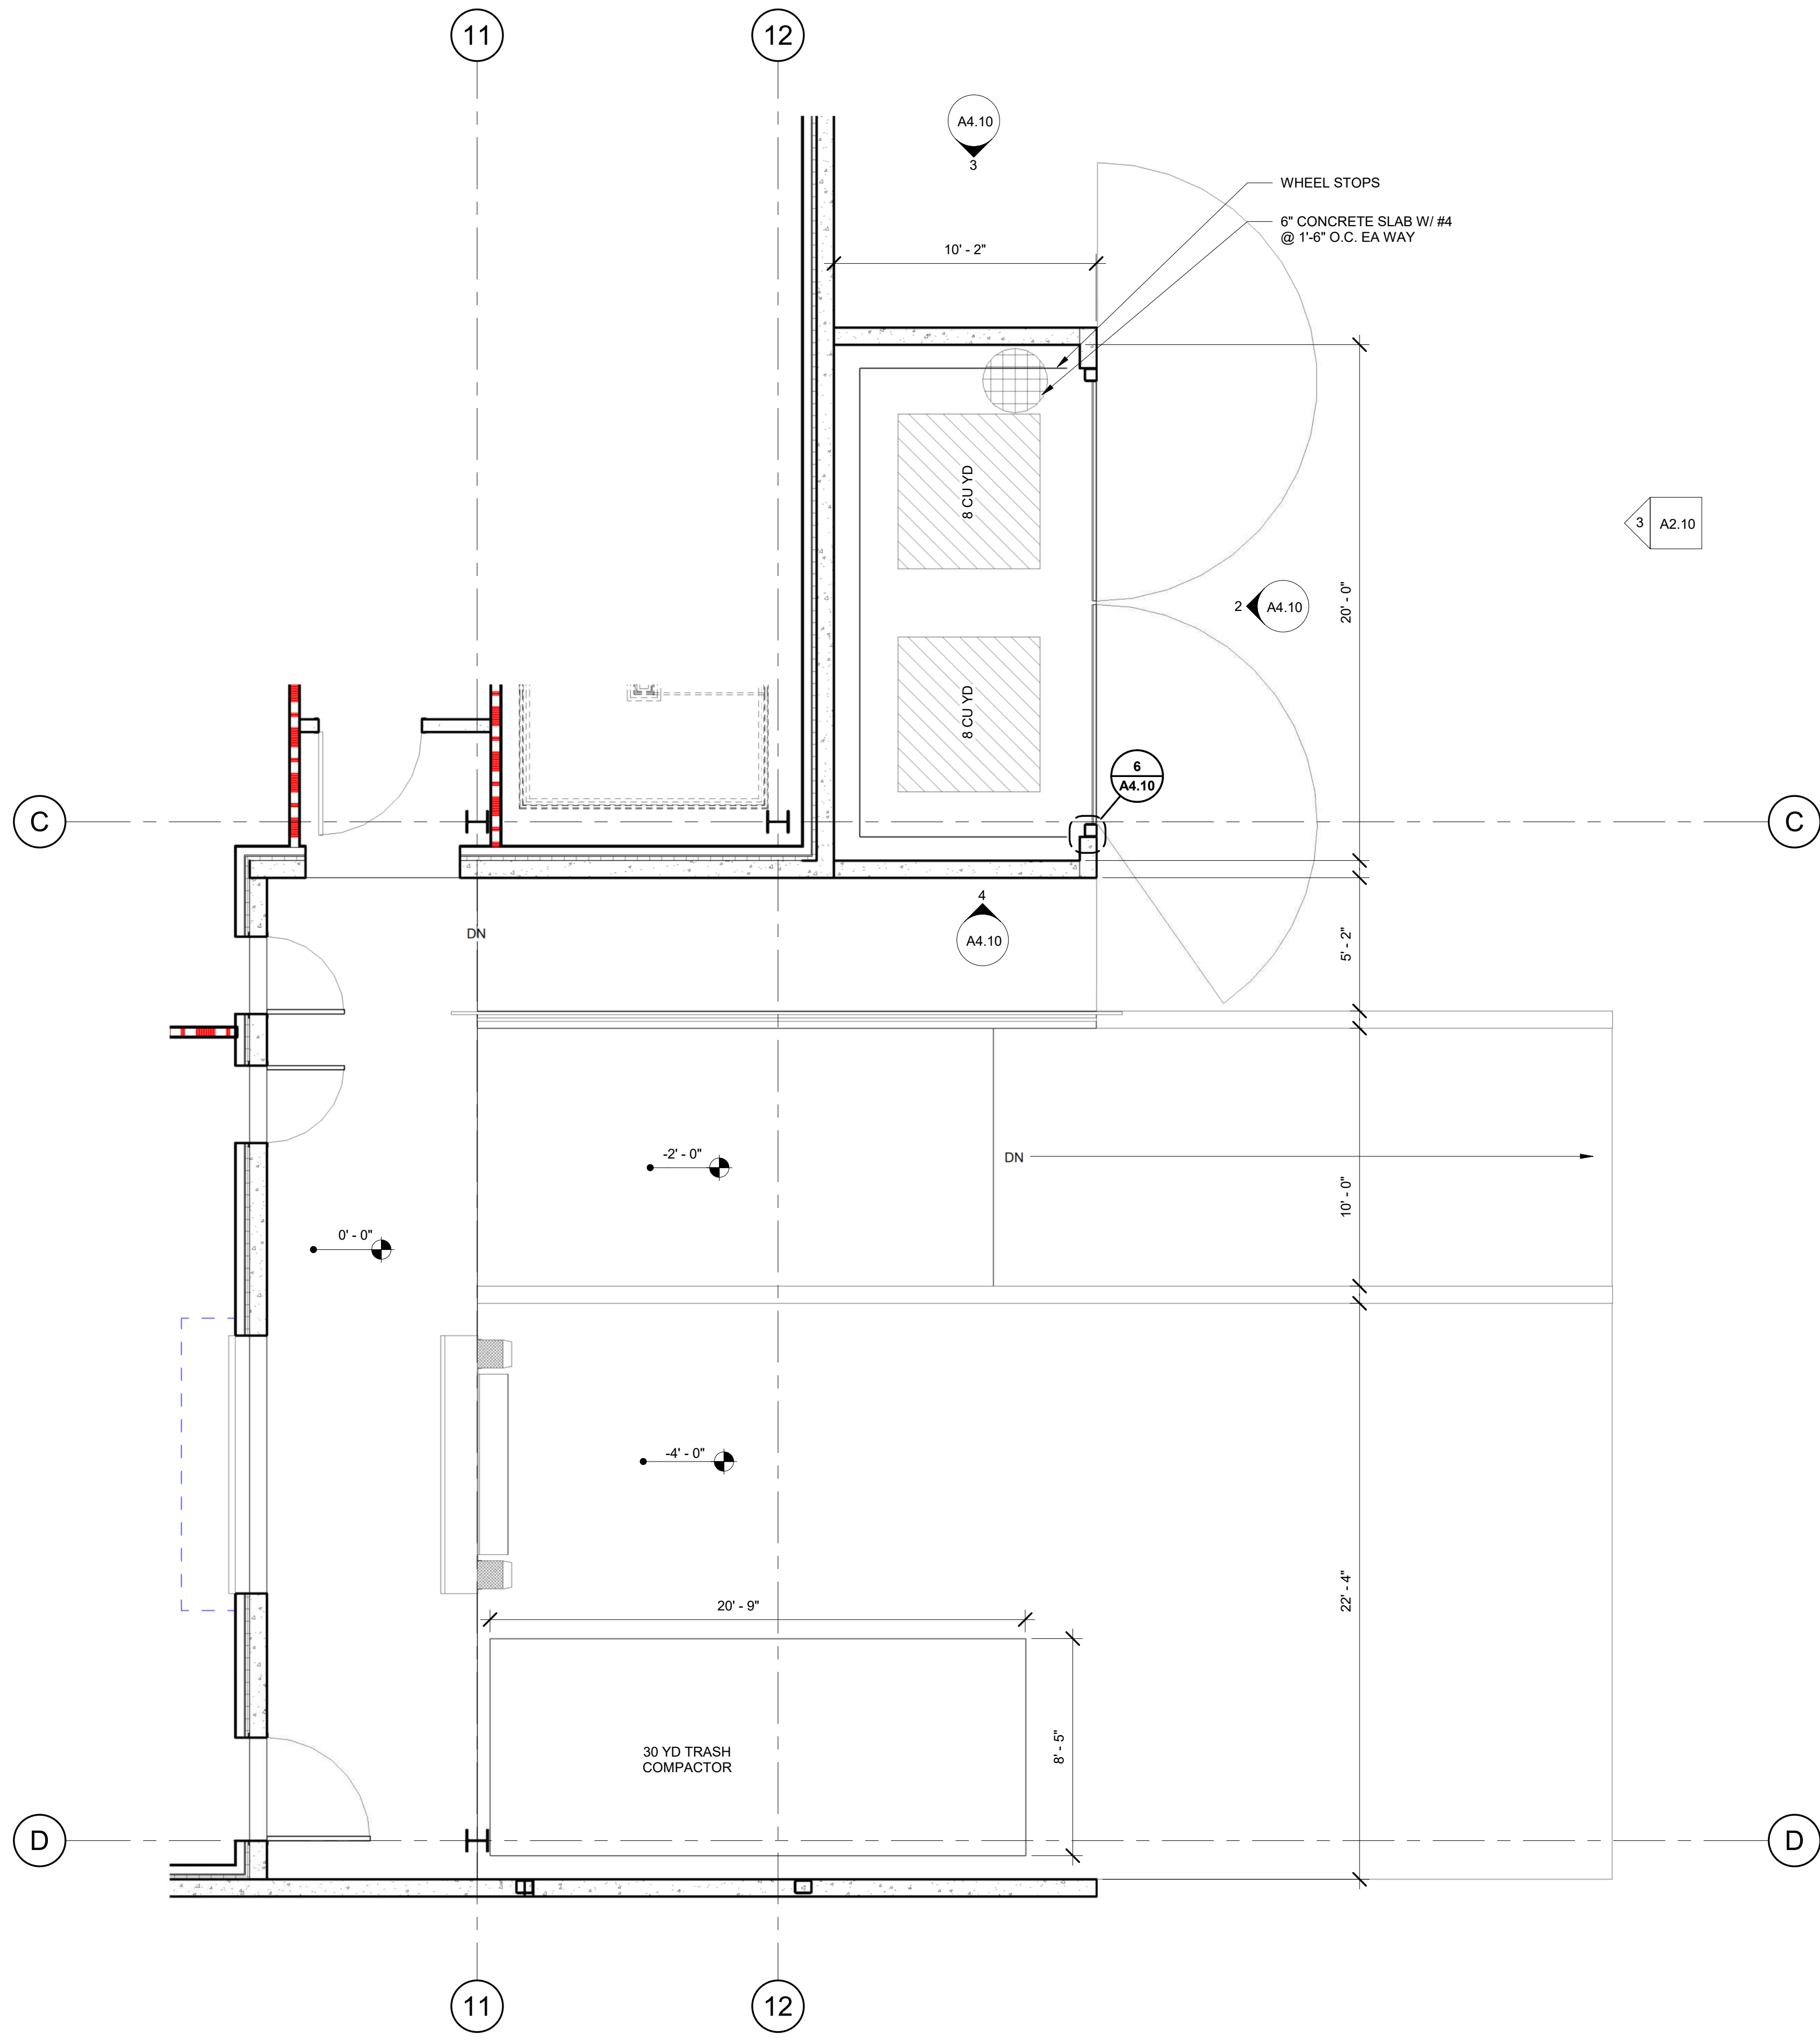 11
12
A4.10
3
WHEEL STOPS
6" CONCRETE SLAB W/ #4
@ 1'-6" O.C. EA WAY
10' - 2"
8 CU YD
3
A2.10
20' - 0"
2
A4.10
8 CU YD
6
A4.10
C
C
4
A4.10
DN
5' - 2"
-2' - 0"
DN
10' - 0"
0' - 0"
-4' - 0"
22' - 4"
20' - 9"
8' - 5"
30 YD TRASH
COMPACTOR
D
D
11
12